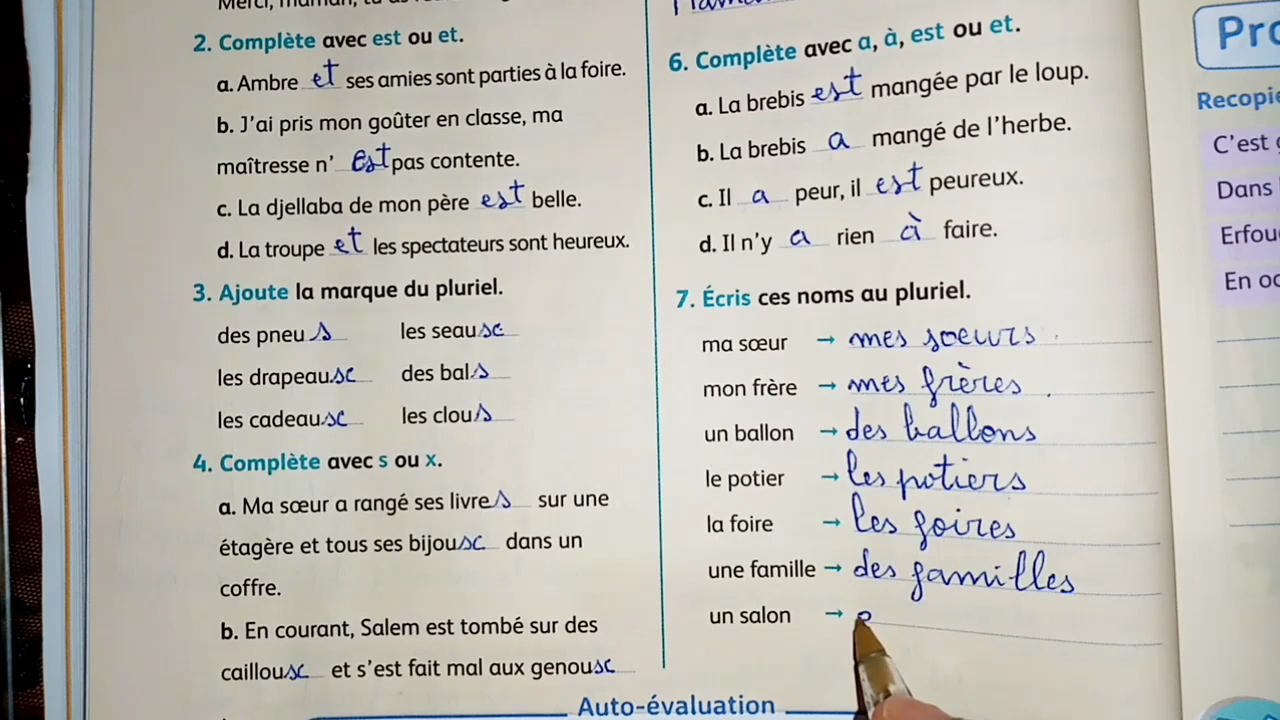 Merci, maman, tu as
2. Complète avec est ou et.
a. Ambre et ses amies sont parties à la foire.
b. J'ai pris mon goûter en classe, ma
maîtresse n' est pas contente.
c. La djellaba de mon père est belle.
d. La troupe et les spectateurs sont heureux.
3. Ajoute la marque du pluriel.
des pneus les seaux
les drapeaux des bals
les cadeaux les clous
4. Complète avec s ou x.
a. Ma sœur a rangé ses livres sur une
étagère et tous ses bijoux dans un
coffre.
b. En courant, Salem est tombé sur des
cailloux et s'est fait mal aux genoux
6. Complète avec a, à, est ou et.
a. La brebis est mangée par le loup.
b. La brebis a mangé de l'herbe.
c. Il a peur, il est peureux.
d. Il n'y a rien à faire.
7. Écris ces noms au pluriel.
ma sœur → mes soeurs
mon frère → mes frères
un ballon → des ballons
le potier → les potiers
la foire → les foires
une famille → des familles
un salon →
Auto-évaluation
Pro
Recopie
C'est
Dans
Erfou
En oc